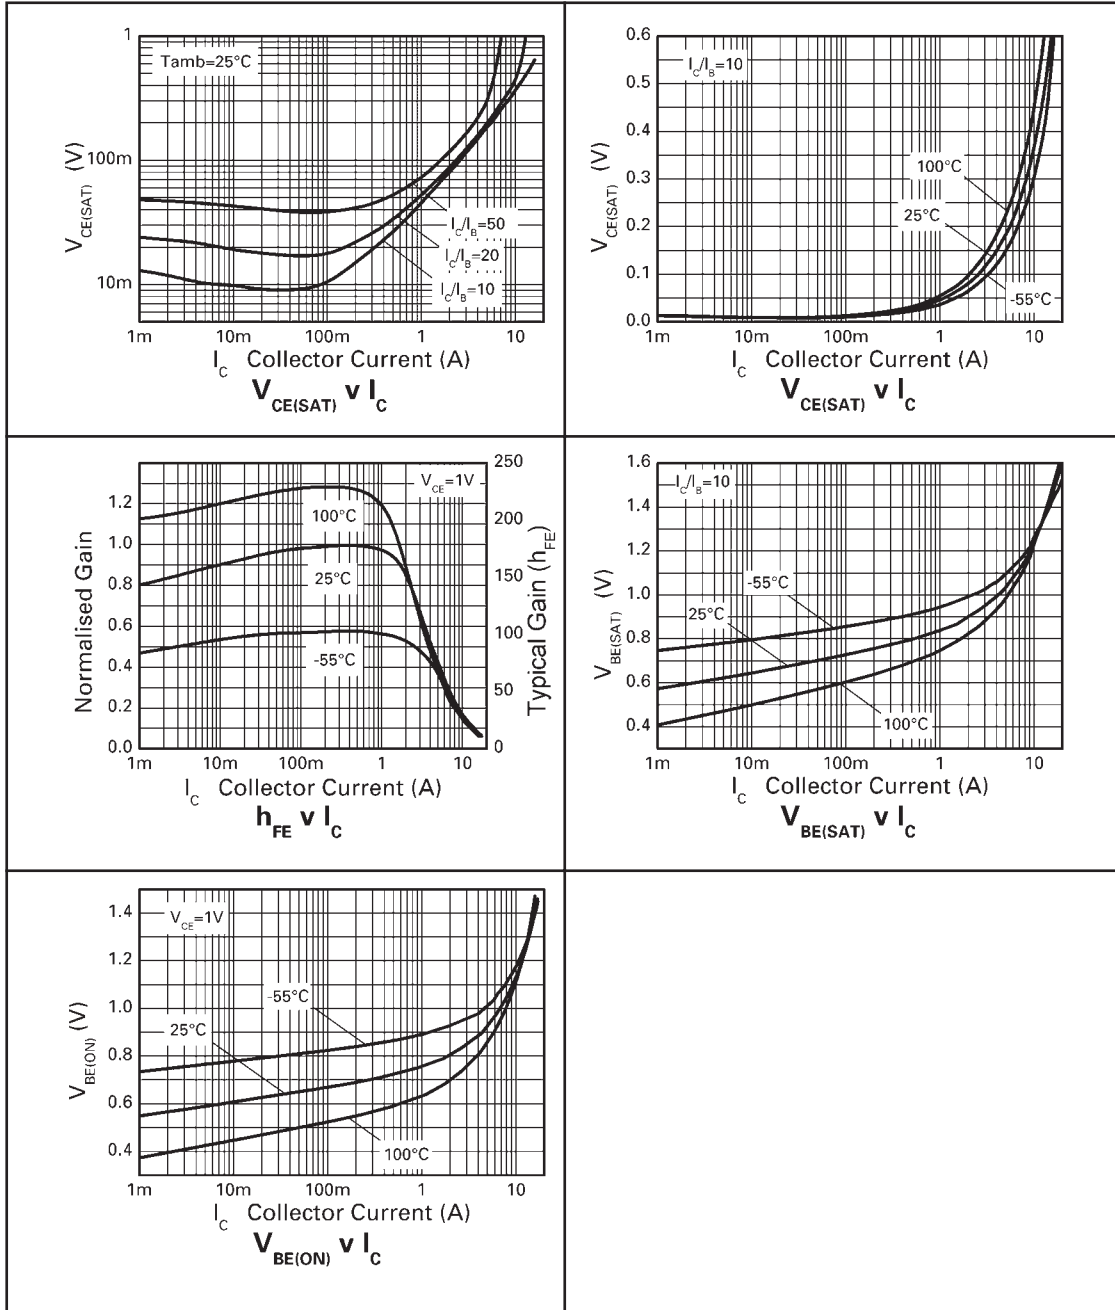 1
100m
10m
V_CE(SAT) (V)
Tamb=25°C
I_C/I_B=50
I_C/I_B=20
I_C/I_B=10
1m 10m 100m 1 10
I_C Collector Current (A)
V_CE(SAT) v I_C
0.6
0.5
0.4
0.3
0.2
0.1
0.0
V_CE(SAT) (V)
I_C/I_B=10
100°C
25°C
-55°C
1m 10m 100m 1 10
I_C Collector Current (A)
V_CE(SAT) v I_C
1.2
1.0
0.8
0.6
0.4
0.2
0.0
Normalised Gain
V_CE=1V
100°C
25°C
-55°C
250
200
150
100
50
0
Typical Gain (h_FE)
1m 10m 100m 1 10
I_C Collector Current (A)
h_FE v I_C
1.6
1.4
1.2
1.0
0.8
0.6
0.4
V_BE(SAT) (V)
I_C/I_B=10
-55°C
25°C
100°C
1m 10m 100m 1 10
I_C Collector Current (A)
V_BE(SAT) v I_C
1.4
1.2
1.0
0.8
0.6
0.4
V_BE(ON) (V)
V_CE=1V
-55°C
25°C
100°C
1m 10m 100m 1 10
I_C Collector Current (A)
V_BE(ON) v I_C